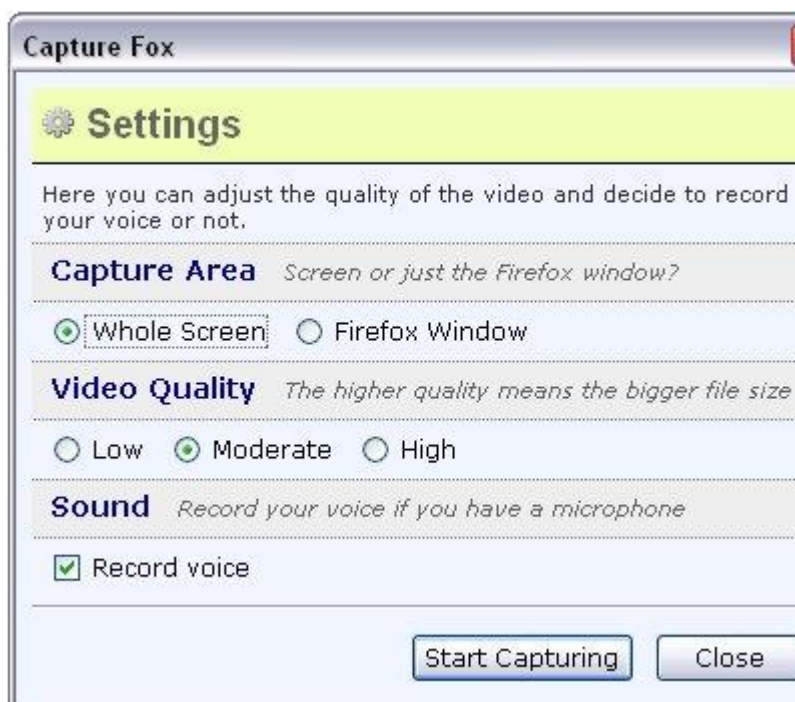 Capture Fox
Settings
Here you can adjust the quality of the video and decide to record
your voice or not.
Capture Area Screen or just the Firefox window?
Whole Screen Firefox Window
Video Quality The higher quality means the bigger file size
Low Moderate High
Sound Record your voice if you have a microphone
Record voice
Start Capturing Close